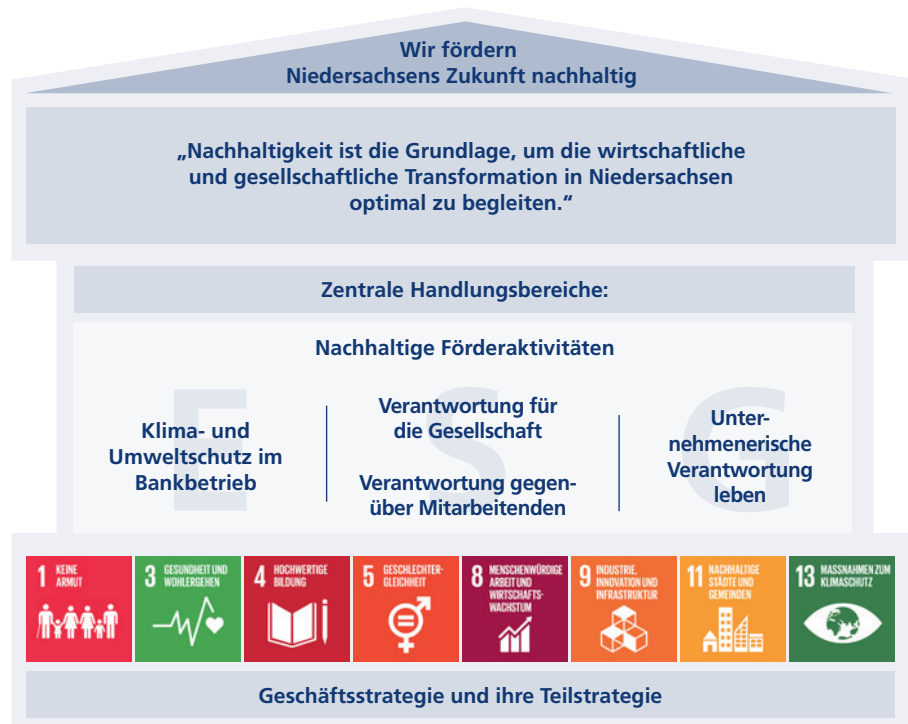 Wir fördern
Niedersachsens Zukunft nachhaltig
„Nachhaltigkeit ist die Grundlage, um die wirtschaftliche
und gesellschaftliche Transformation in Niedersachsen
optimal zu begleiten.“
Zentrale Handlungsbereiche:
Nachhaltige Förderaktivitäten
E
Klima- und
Umweltschutz im
Bankbetrieb
S
Verantwortung für
die Gesellschaft
Verantwortung gegen-
über Mitarbeitenden
G
Unter-
nehmenerische
Verantwortung
leben
1 KEINE
ARMUT
3 GESUNDHEIT UND
WOHLERGEHEN
4 HOCHWERTIGE
BILDUNG
5 GESCHLECHTER-
GLEICHHEIT
8 MENSCHENWÜRDIGE
ARBEIT UND
WIRTSCHAFTS-
WACHSTUM
9 INDUSTRIE,
INNOVATION UND
INFRASTRUKTUR
11 NACHHALTIGE
STÄDTE UND
GEMEINDEN
13 MASSNAHMEN ZUM
KLIMASCHUTZ
Geschäftsstrategie und ihre Teilstrategie